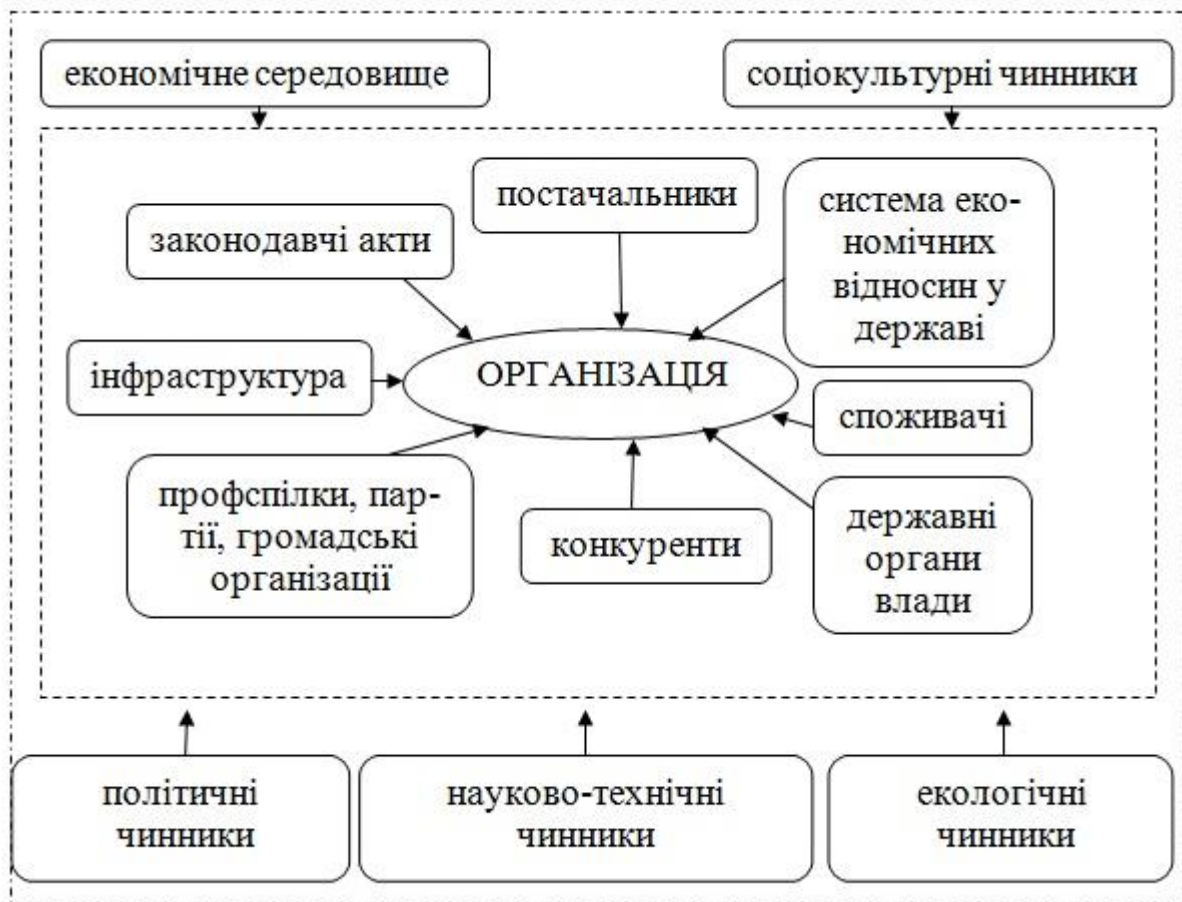 економічне середовище
соціокультурні чинники
постачальники
законодавчі акти
система еко-
номічних
відносин у
державі
інфраструктура
ОРГАНІЗАЦІЯ
споживачі
профспілки, пар-
тії, громадські
організації
конкуренти
державні
органи
влади
політичні
чинники
науково-технічні
чинники
екологічні
чинники